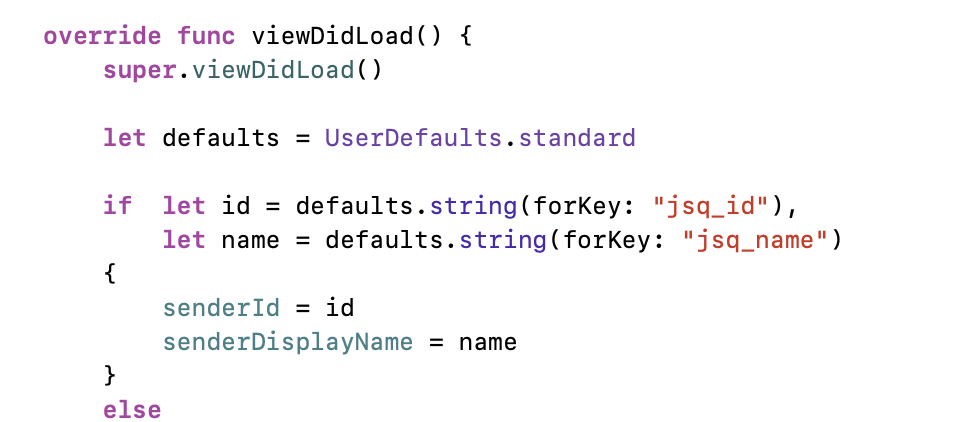 override func viewDidLoad() {
    super.viewDidLoad()

    let defaults = UserDefaults.standard

    if  let id = defaults.string(forKey: "jsq_id"),
        let name = defaults.string(forKey: "jsq_name")
    {
        senderId = id
        senderDisplayName = name
    }
    else